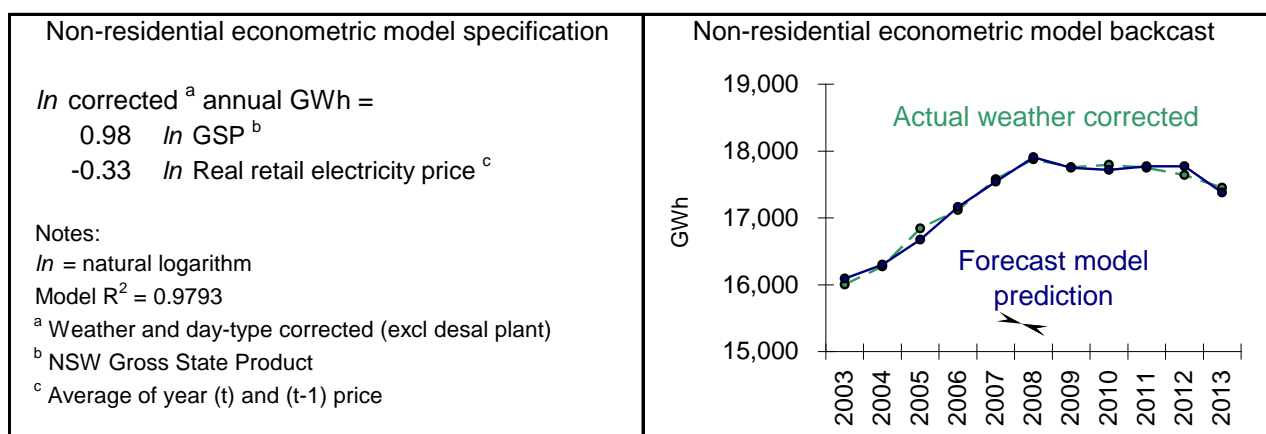 Non-residential econometric model specification
ln corrected a annual GWh =
0.98 ln GSP b
-0.33 ln Real retail electricity price c
Notes:
ln = natural logarithm
Model R2 = 0.9793
a Weather and day-type corrected (excl desal plant)
b NSW Gross State Product
c Average of year (t) and (t-1) price
Non-residential econometric model backcast
19,000
18,000
17,000
16,000
15,000
GWh
Actual weather corrected
Forecast model
prediction
2003
2004
2005
2006
2007
2008
2009
2010
2011
2012
2013